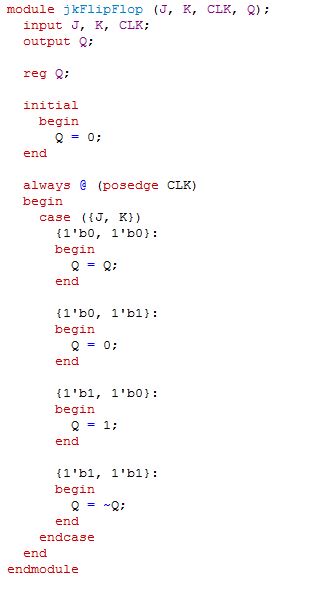 module jkFlipFlop (J, K, CLK, Q);
  input J, K, CLK;
  output Q;

  reg Q;

  initial
    begin
      Q = 0;
  end

  always @ (posedge CLK)
  begin
    case ({J, K})
      {1'b0, 1'b0}:
      begin
        Q = Q;
      end

      {1'b0, 1'b1}:
      begin
        Q = 0;
      end

      {1'b1, 1'b0}:
      begin
        Q = 1;
      end

      {1'b1, 1'b1}:
      begin
        Q = ~Q;
      end
    endcase
  end
endmodule